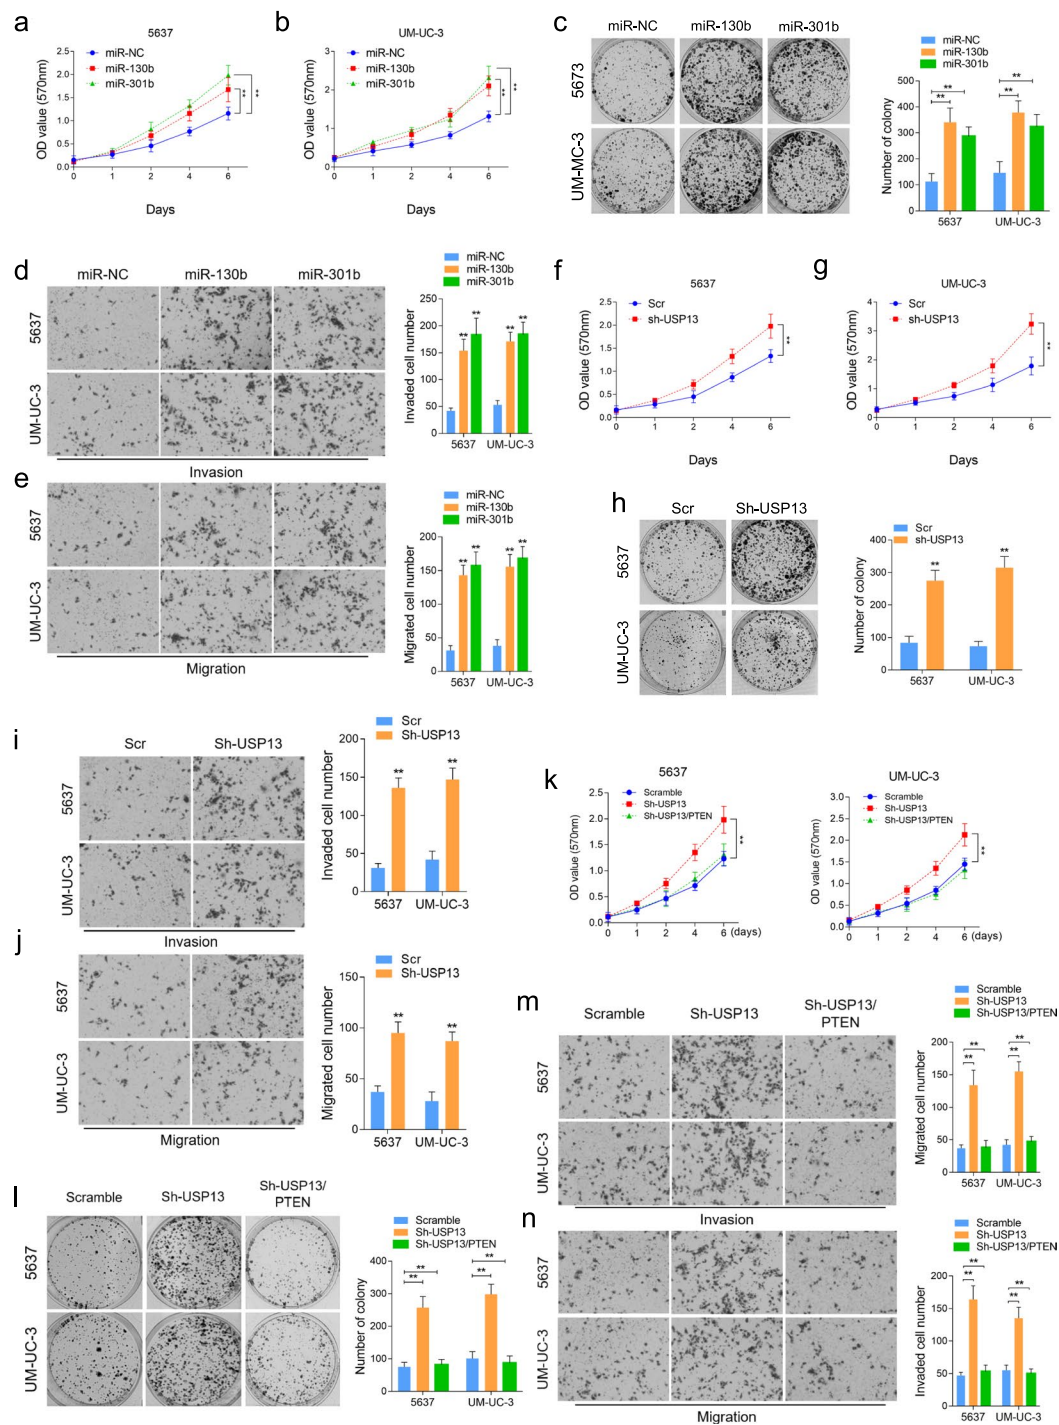 a
5637
miR-NC
miR-130b
miR-301b
OD value (570nm)
2.5
2.0
1.5
1.0
0.5
0.0
0 1 2 4 6
Days
** **
b
UM-UC-3
miR-NC
miR-130b
miR-301b
OD value (570nm)
3.0
2.5
2.0
1.5
1.0
0.5
0.0
0 1 2 4 6
Days
** **
c
miR-NC miR-130b miR-301b
5673
UM-MC-3
miR-NC
miR-130b
miR-301b
Number of colony
500
400
300
200
100
0
** ** ** **
5637 UM-UC-3
d
miR-NC miR-130b miR-301b
5637
UM-UC-3
Invasion
miR-NC
miR-130b
miR-301b
Invaded cell number
250
200
150
100
50
0
** ** ** **
5637 UM-UC-3
e
5637
UM-UC-3
Migration
miR-NC
miR-130b
miR-301b
Migrated cell number
200
150
100
50
0
** ** ** **
5637 UM-UC-3
f
5637
Scr
sh-USP13
OD value (570nm)
2.5
2.0
1.5
1.0
0.5
0.0
0 1 2 4 6
Days
**
g
UM-UC-3
Scr
sh-USP13
OD value (570nm)
4
3
2
1
0
0 1 2 4 6
Days
**
h
Scr Sh-USP13
5637
UM-UC-3
Scr
sh-USP13
Number of colony
400
300
200
100
0
** **
5637 UM-UC-3
i
Scr Sh-USP13
5637
UM-UC-3
Invasion
Scr
Sh-USP13
Invaded cell number
200
150
100
50
0
** **
5637 UM-UC-3
j
5637
UM-UC-3
Migration
Scr
Sh-USP13
Migrated cell number
150
100
50
0
** **
5637 UM-UC-3
k
5637
Scramble
Sh-USP13
Sh-USP13/PTEN
OD value (570nm)
2.5
2.0
1.5
1.0
0.5
0.0
0 1 2 4 6 (days)
**
UM-UC-3
Scramble
Sh-USP13
Sh-USP13/PTEN
OD value (570nm)
3.0
2.5
2.0
1.5
1.0
0.5
0.0
0 1 2 4 6 (days)
**
l
Scramble Sh-USP13 Sh-USP13/
PTEN
5637
UM-UC-3
Scramble
Sh-USP13
Sh-USP13/PTEN
Number of colony
400
300
200
100
0
** ** ** **
5637 UM-UC-3
m
Scramble Sh-USP13 Sh-USP13/
PTEN
5637
UM-UC-3
Invasion
Scramble
Sh-USP13
Sh-USP13/PTEN
Migrated cell number
200
150
100
50
0
** ** ** **
5637 UM-UC-3
n
5637
UM-UC-3
Migration
Scramble
Sh-USP13
Sh-USP13/PTEN
Invaded cell number
200
150
100
50
0
** ** ** **
5637 UM-UC-3